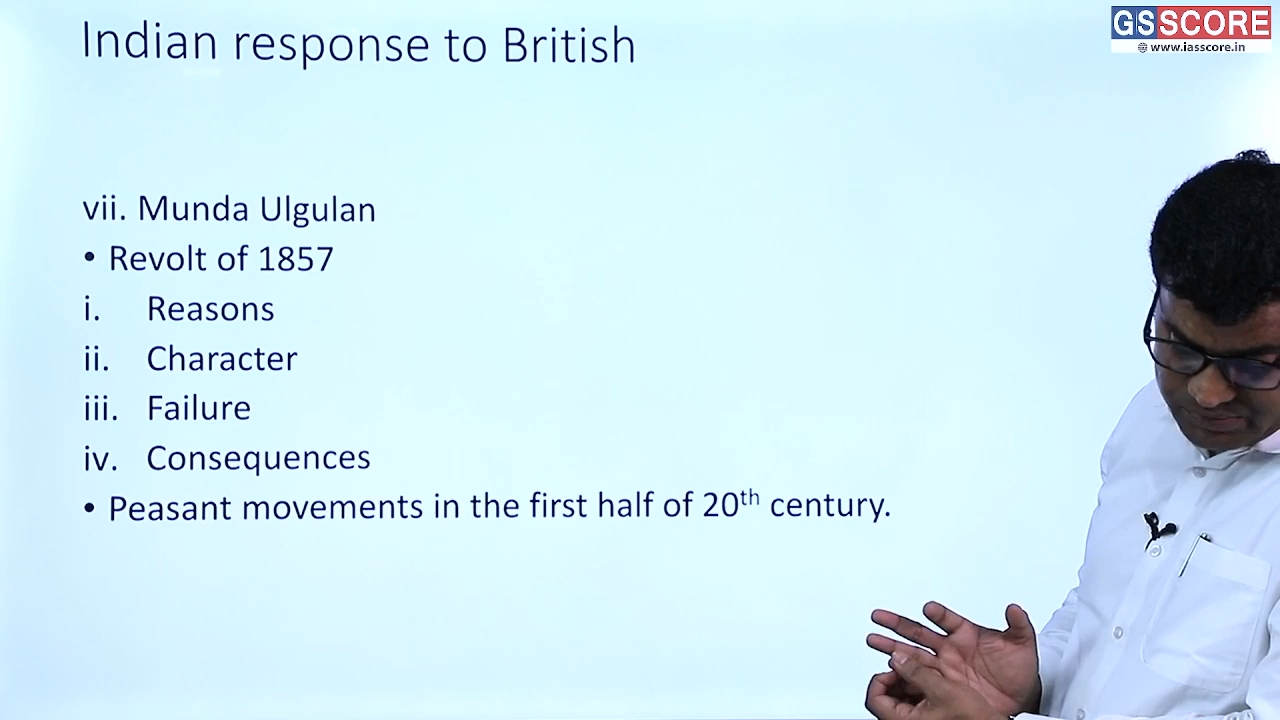 Indian response to British
GSSCORE
www.iasscore.in
vii. Munda Ulgulan
• Revolt of 1857
i. Reasons
ii. Character
iii. Failure
iv. Consequences
• Peasant movements in the first half of 20th century.